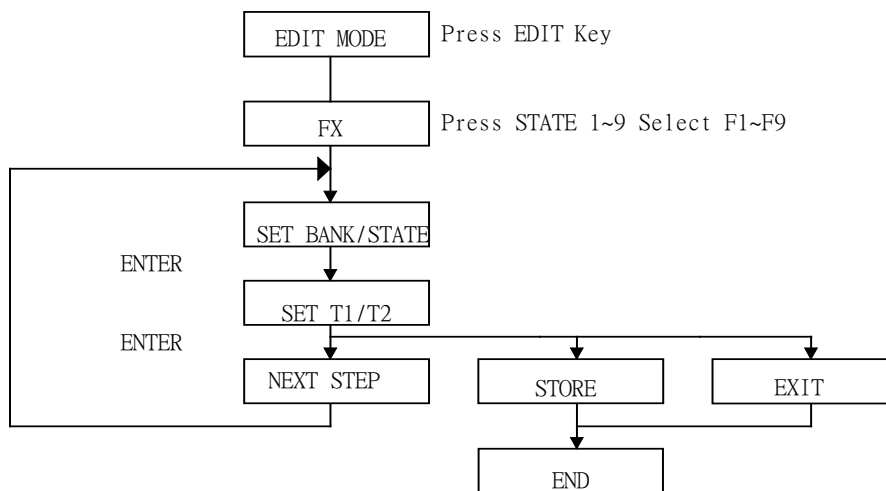 EDIT MODE Press EDIT Key
FX Press STATE 1~9 Select F1~F9
SET BANK/STATE
ENTER
SET T1/T2
ENTER
NEXT STEP STORE EXIT
END